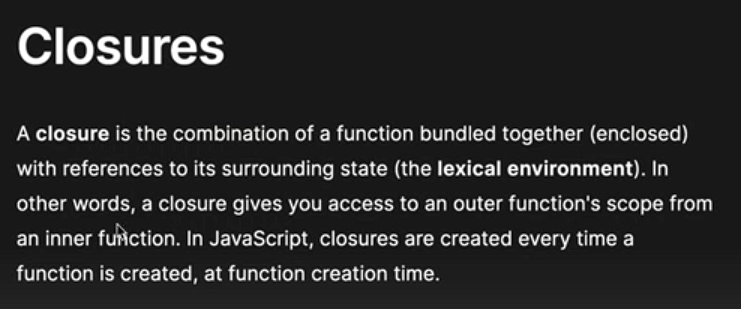 Closures
A closure is the combination of a function bundled together (enclosed)
with references to its surrounding state (the lexical environment). In
other words, a closure gives you access to an outer function's scope from
an inner function. In JavaScript, closures are created every time a
function is created, at function creation time.